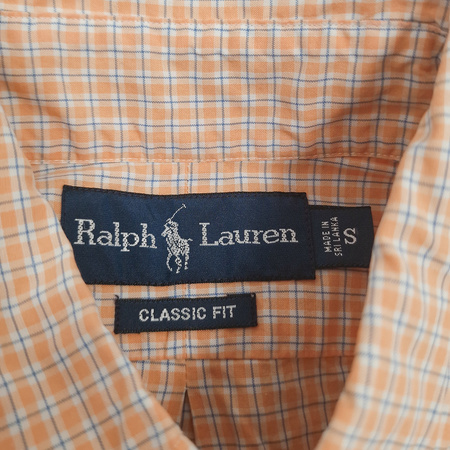 Ralph Lauren
MADE IN
SRI LANKA
S
CLASSIC FIT